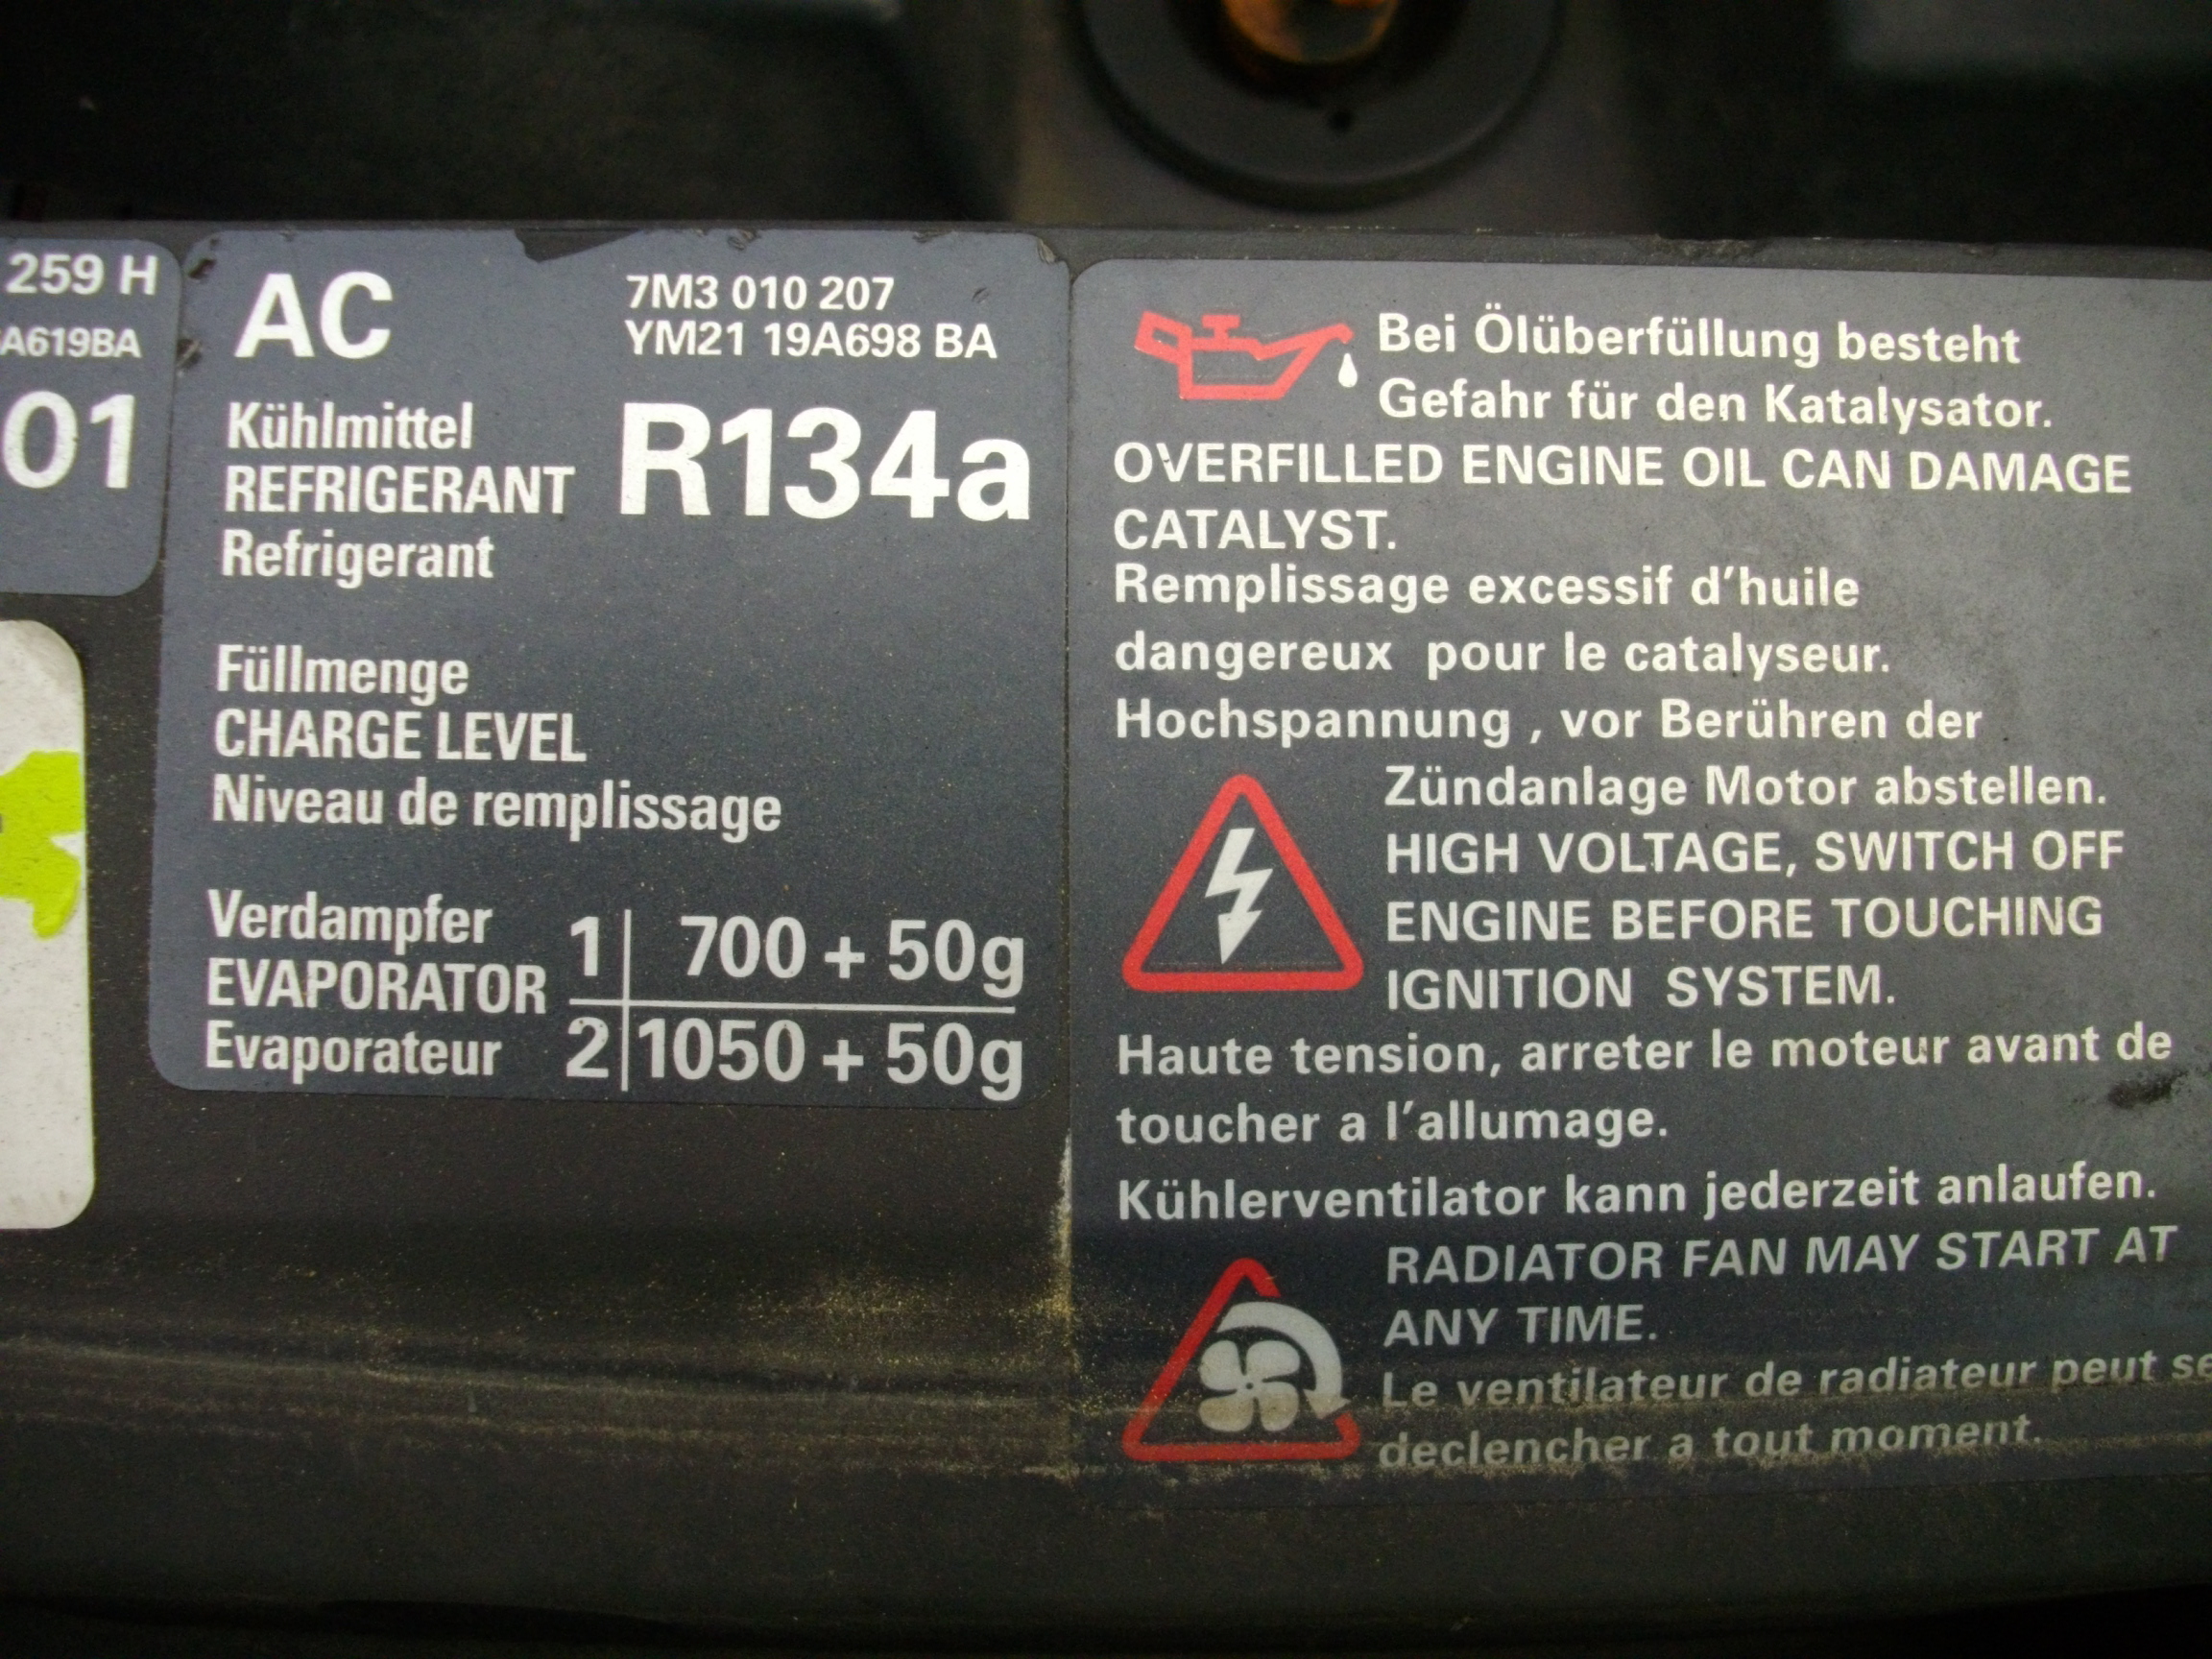 259 H
A619BA
01
AC
7M3 010 207
YM21 19A698 BA
Kühlmittel
REFRIGERANT
Refrigerant
R134a
Füllmenge
CHARGE LEVEL
Niveau de remplissage
Verdampfer
EVAPORATOR
Evaporateur
1 700 + 50g
2 1050 + 50g
Bei Ölüberfüllung besteht
Gefahr für den Katalysator.
OVERFILLED ENGINE OIL CAN DAMAGE
CATALYST.
Remplissage excessif d'huile
dangereux pour le catalyseur.
Hochspannung , vor Berühren der
Zündanlage Motor abstellen.
HIGH VOLTAGE, SWITCH OFF
ENGINE BEFORE TOUCHING
IGNITION SYSTEM.
Haute tension, arreter le moteur avant de
toucher a l'allumage.
Kühlerventilator kann jederzeit anlaufen.
RADIATOR FAN MAY START AT
ANY TIME.
Le ventilateur de radiateur peut se
declencher a tout moment.